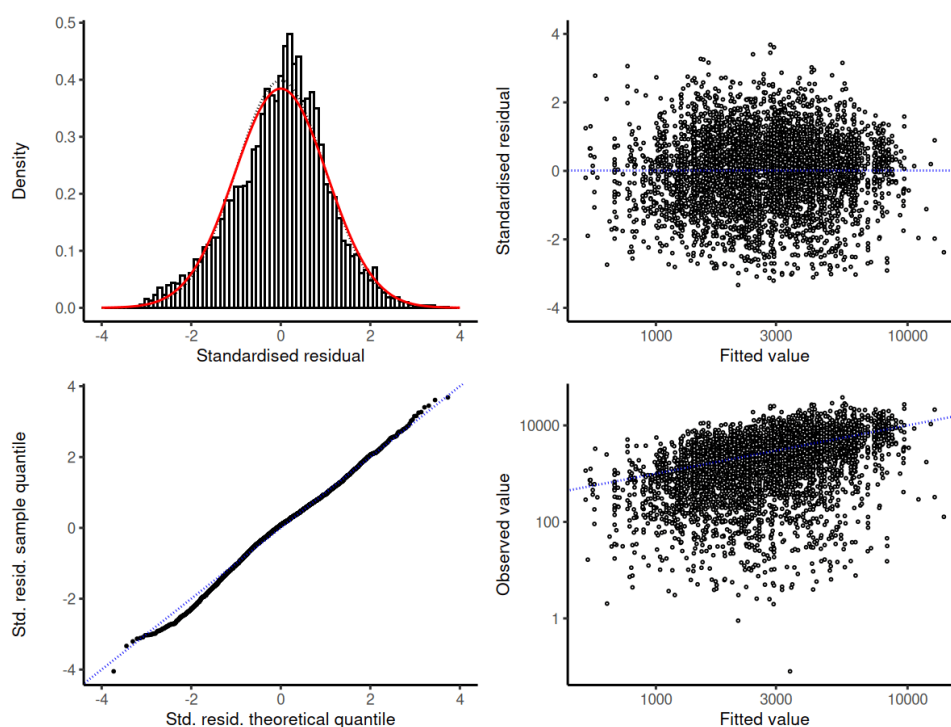 0.5
0.4
0.3
0.2
0.1
0.0
Density
-4 -2 0 2 4
Standardised residual
4
2
0
-2
-4
Standardised residual
1000 3000 10000
Fitted value
4
2
0
-2
-4
Std. resid. sample quantile
-4 -2 0 2 4
Std. resid. theoretical quantile
10000
100
1
Observed value
1000 3000 10000
Fitted value